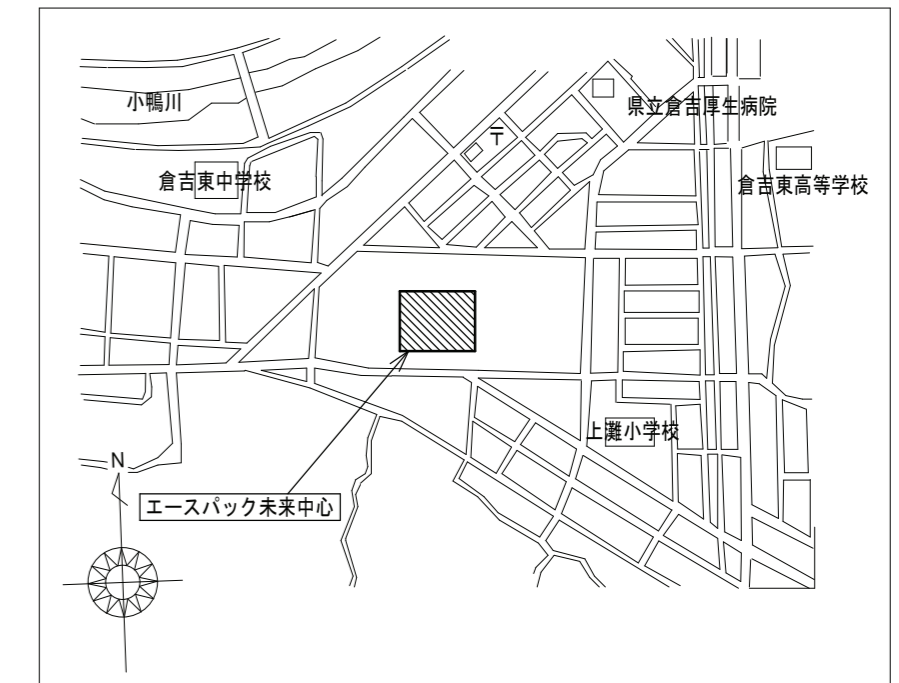 小鴨川
県立倉吉厚生病院
〒
倉吉東中学校
倉吉東高等学校
上灘小学校
N
エースパック未来中心